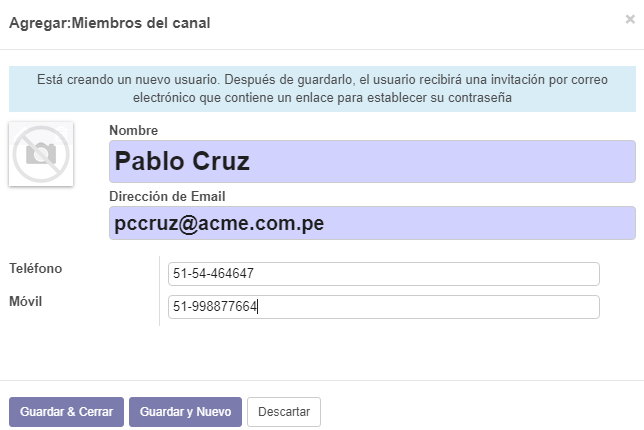 Agregar:Miembros del canal
×
Está creando un nuevo usuario. Después de guardarlo, el usuario recibirá una invitación por correo
electrónico que contiene un enlace para establecer su contraseña
Nombre
Pablo Cruz
Dirección de Email
pccruz@acme.com.pe
Teléfono
51-54-464647
Móvil
51-998877664
Guardar & Cerrar
Guardar y Nuevo
Descartar